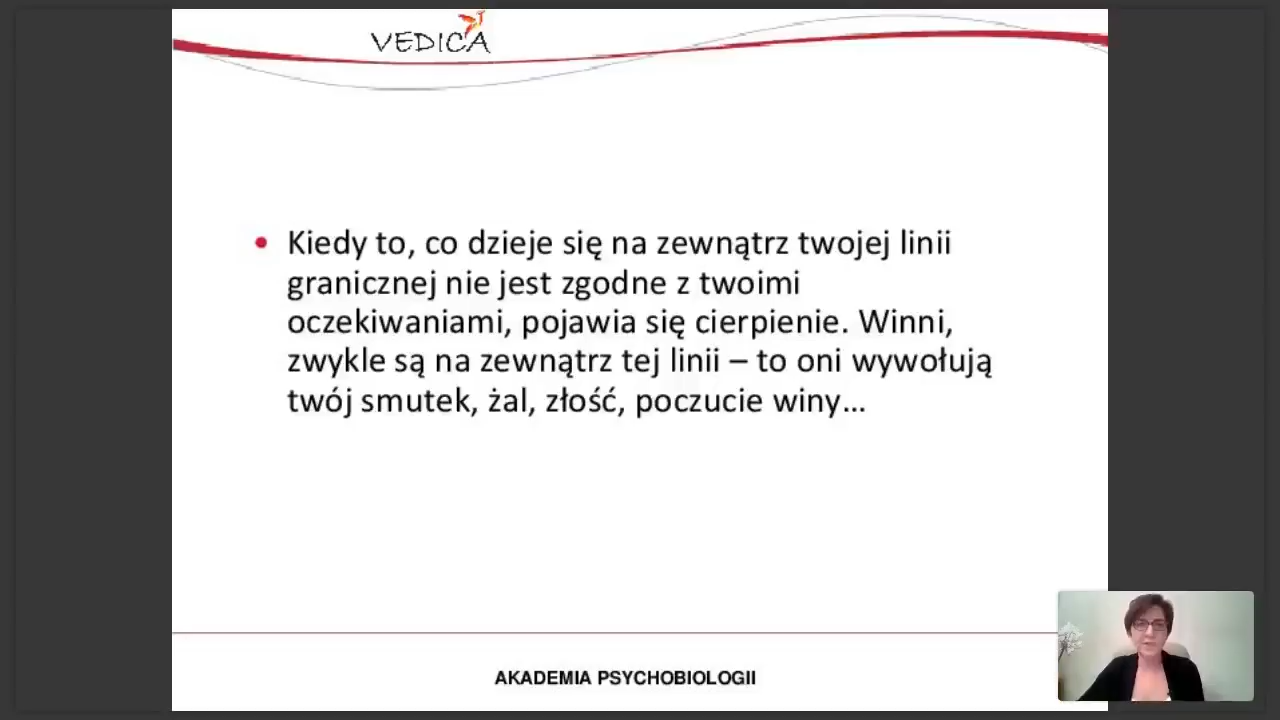 VEDICA
Kiedy to, co dzieje się na zewnątrz twojej linii
granicznej nie jest zgodne z twoimi
oczekiwaniami, pojawia się cierpienie. Winni,
zwykle są na zewnątrz tej linii – to oni wywołują
twój smutek, żal, złość, poczucie winy…
AKADEMIA PSYCHOBIOLOGII